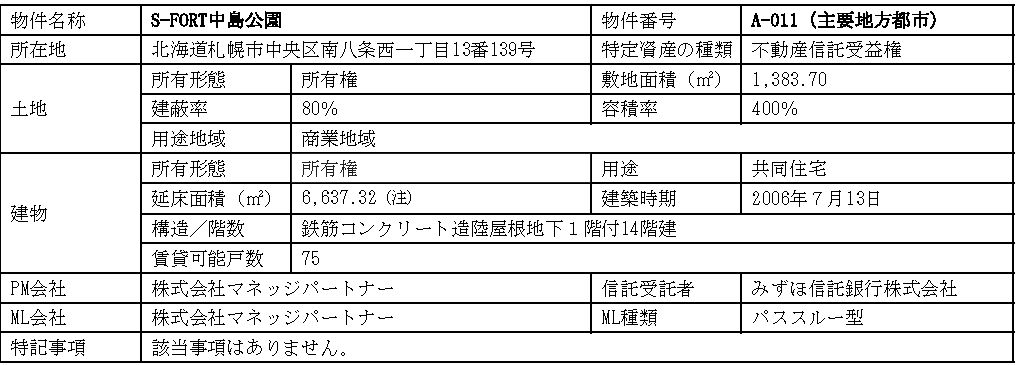 物件名称 S-FORT中島公園 物件番号 A-011 (主要地方都市)
所在地 北海道札幌市中央区南八条西一丁目13番139号 特定資産の種類 不動産信託受益権
土地 所有形態 所有権 敷地面積（㎡） 1,383.70
建蔽率 80% 容積率 400%
用途地域 商業地域
建物 所有形態 所有権 用途 共同住宅
延床面積（㎡） 6,637.32（注） 建築時期 2006年７月13日
構造／階数 鉄筋コンクリート造陸屋根地下１階付14階建
賃貸可能戸数 75
PM会社 株式会社マネッジパートナー 信託受託者 みずほ信託銀行株式会社
ML会社 株式会社マネッジパートナー ML種類 パススルー型
特記事項 該当事項はありません。